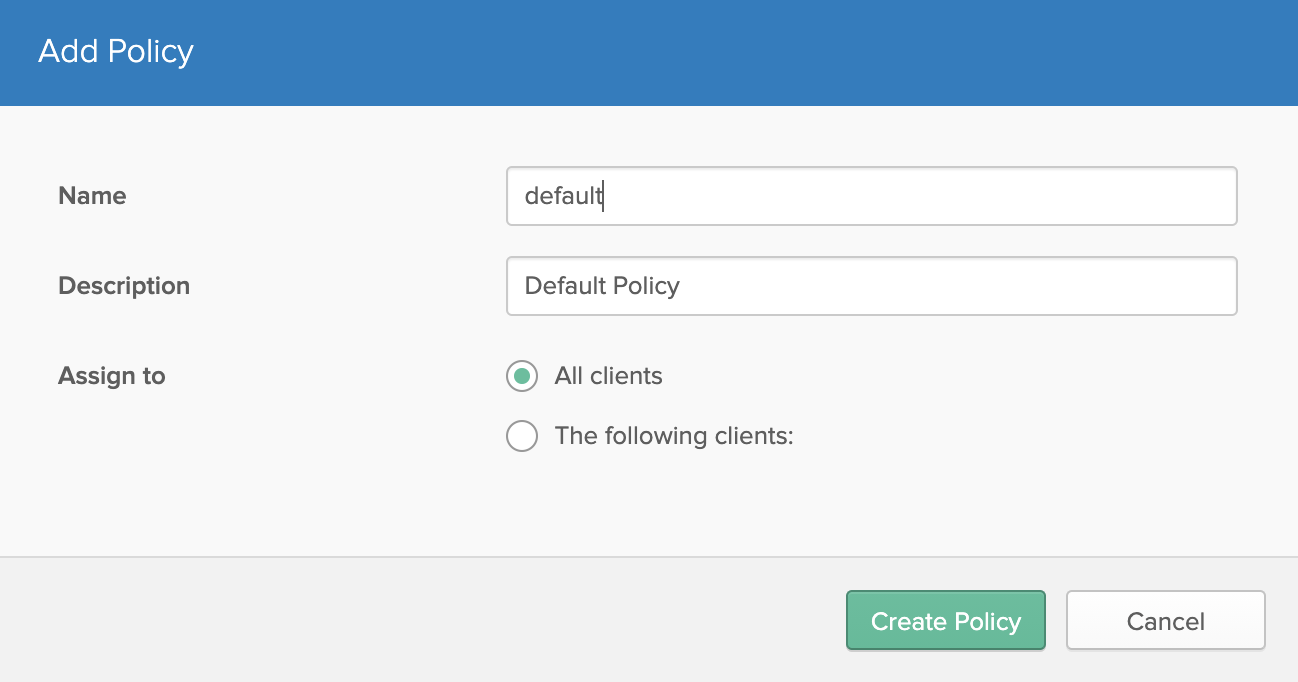 Add Policy
Name
default
Description
Default Policy
Assign to
All clients
The following clients:
Create Policy
Cancel